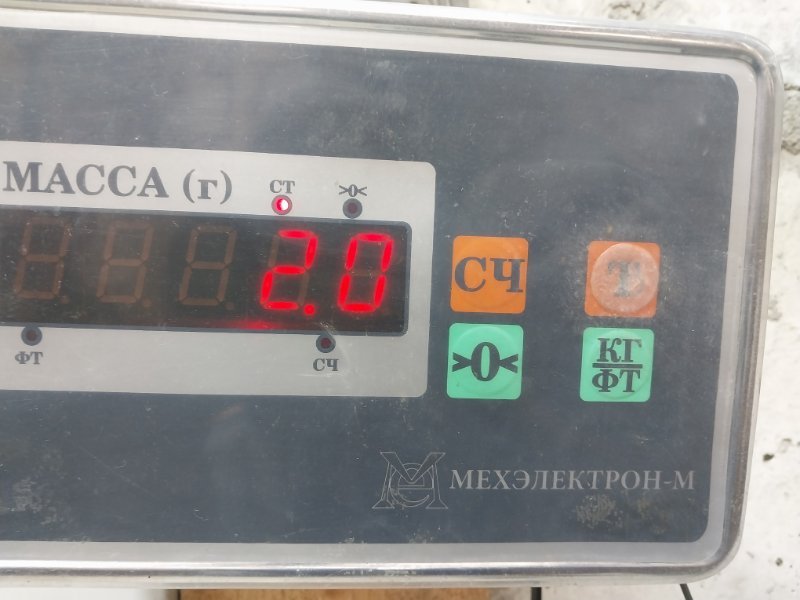 МАССА (г)
СТ
>0<
2.0
ФТ
СЧ
СЧ
Т
>0<
КГ
ФТ
МЕХЭЛЕКТРОН-М